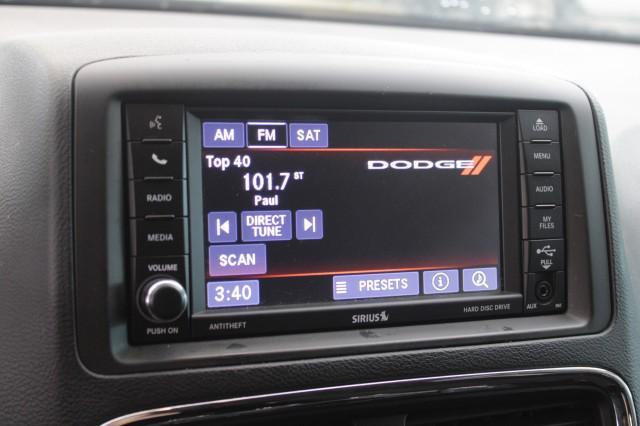 AM FM SAT
Top 40
DODGE
101.7 ST
Paul
DIRECT TUNE
SCAN
3:40
PRESETS
RADIO
MEDIA
VOLUME
PUSH ON
ANTITHEFT
SIRIUS
HARD DISC DRIVE
LOAD
MENU
AUDIO
MY FILES
PULL
AUX